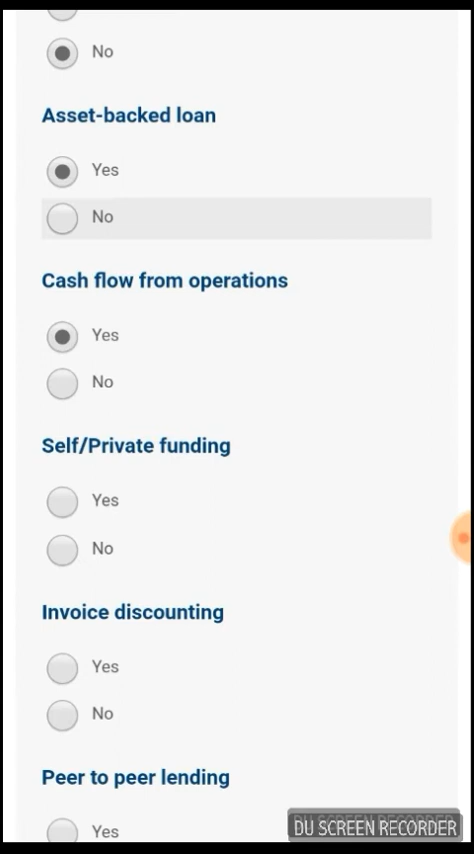 No
Asset-backed loan
Yes
No
Cash flow from operations
Yes
No
Self/Private funding
Yes
No
Invoice discounting
Yes
No
Peer to peer lending
Yes
DU SCREEN RECORDER